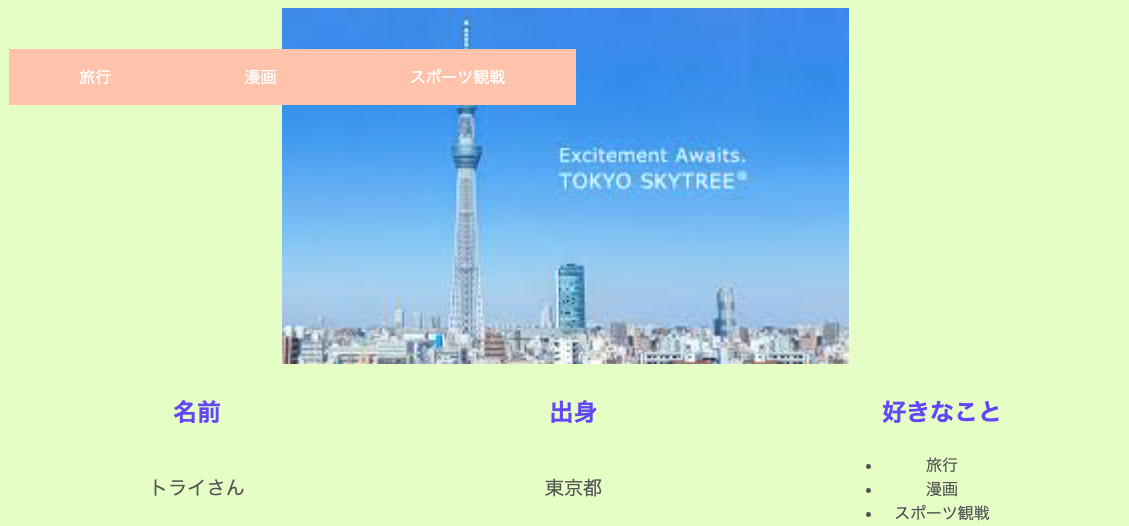 旅行 漫画 スポーツ観戦
Excitement Awaits.
TOKYO SKYTREE®
名前 出身 好きなこと
トライさん 東京都
• 旅行
• 漫画
• スポーツ観戦